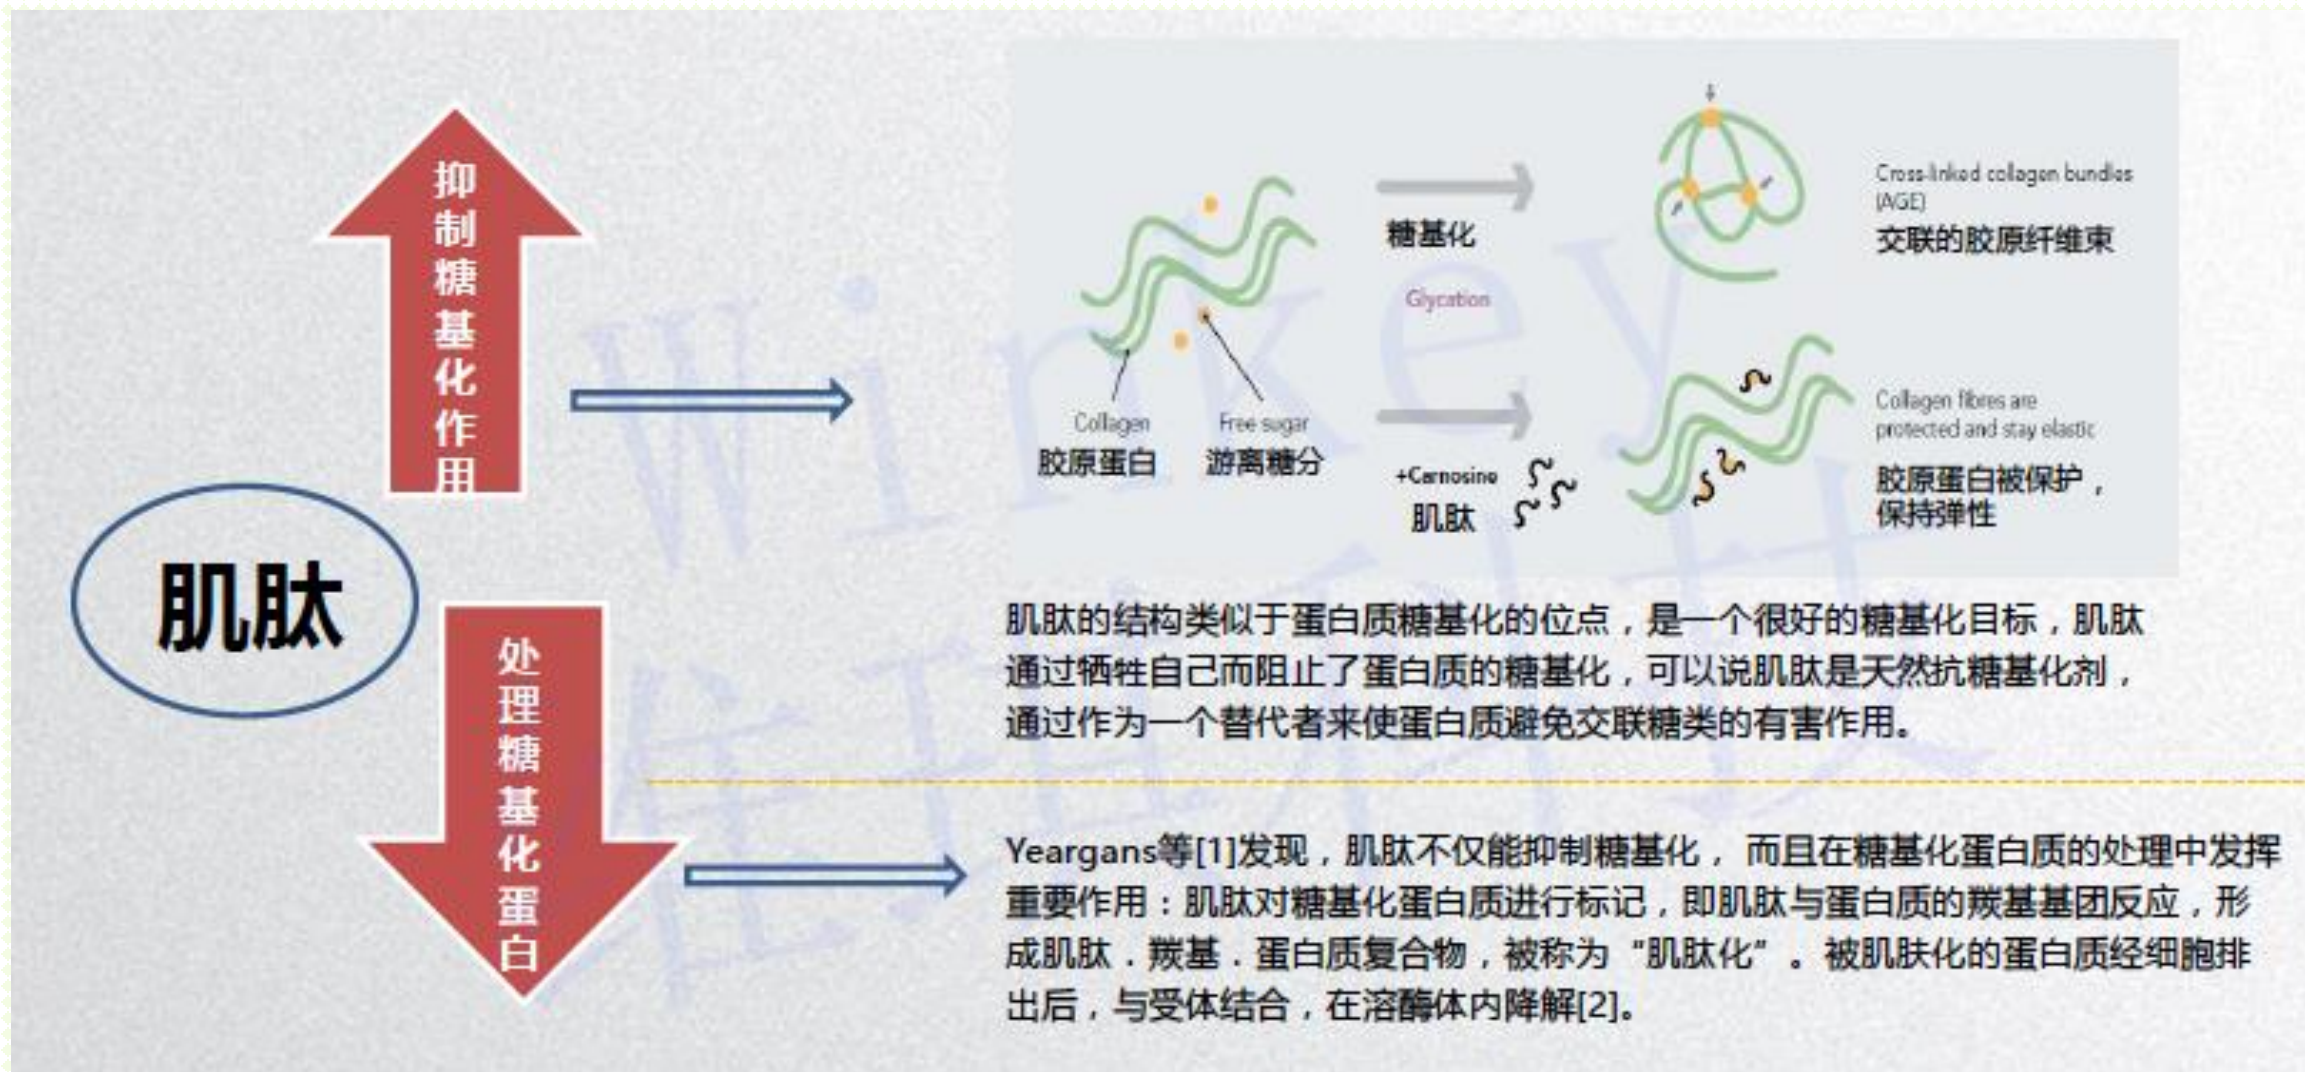 抑制糖基化作用
肌肽
处理糖基化蛋白
Cross-linked collagen bundles
(AGE)
交联的胶原纤维束
糖基化
Glycation
Collagen
胶原蛋白
Free sugar
游离糖分
+Carnosine
肌肽
Collagen fibres are
protected and stay elastic
胶原蛋白被保护，
保持弹性
肌肽的结构类似于蛋白质糖基化的位点，是一个很好的糖基化目标，肌肽
通过牺牲自己而阻止了蛋白质的糖基化，可以说肌肽是天然抗糖基化剂，
通过作为一个替代者来使蛋白质避免交联糖类的有害作用。
Yeargans等[1]发现，肌肽不仅能抑制糖基化， 而且在糖基化蛋白质的处理中发挥
重要作用：肌肽对糖基化蛋白质进行标记，即肌肽与蛋白质的羰基基团反应，形
成肌肽．羰基．蛋白质复合物，被称为“肌肽化”。被肌肤化的蛋白质经细胞排
出后，与受体结合，在溶酶体内降解[2]。
Winkey